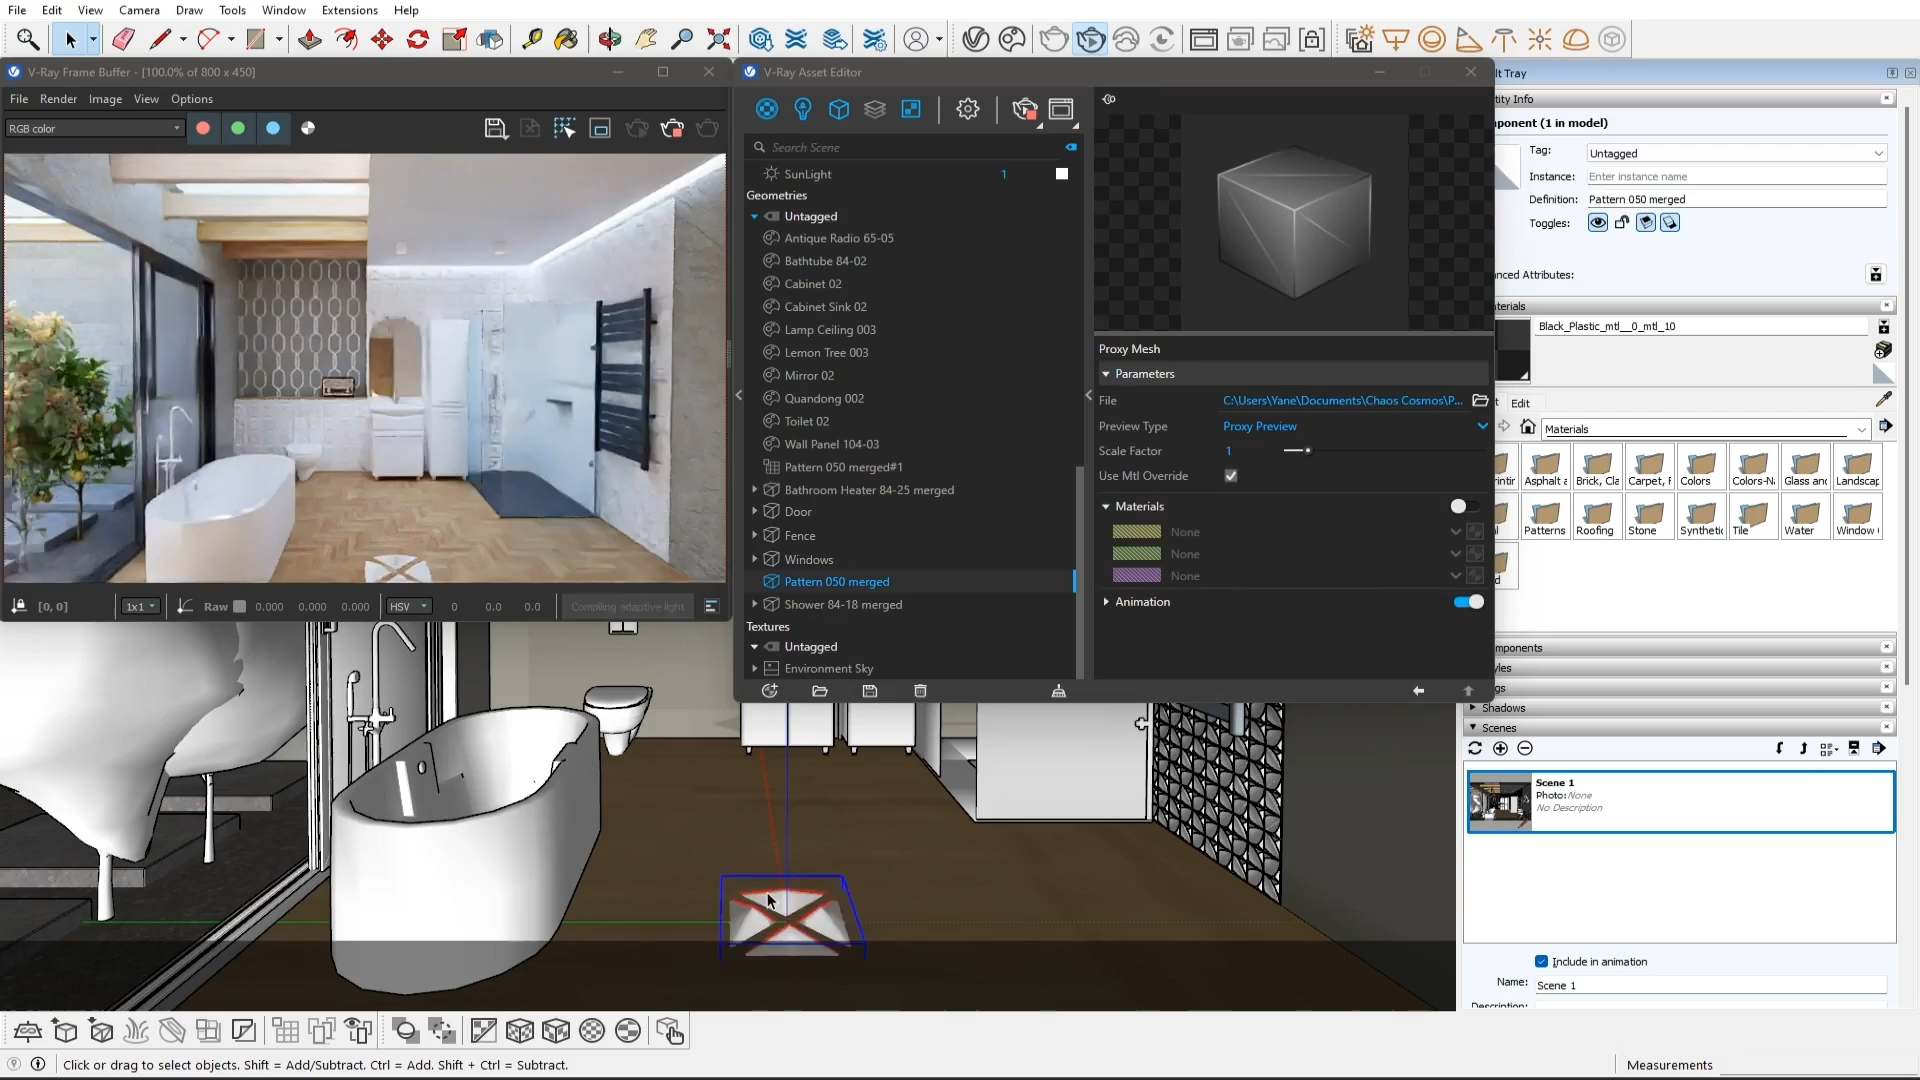 File Edit View Camera Draw Tools Window Extensions Help
V-Ray Frame Buffer - [100.0% of 800 x 450]
File Render Image View Options
RGB color
[0, 0]
1x1
Raw
0.000
0.000
0.000
HSV
0
0.0
0.0
Compiling adaptive light
V-Ray Asset Editor
Search Scene
SunLight 1
Geometries
Untagged
Antique Radio 65-05
Bathtube 84-02
Cabinet 02
Cabinet Sink 02
Lamp Ceiling 003
Lemon Tree 003
Mirror 02
Quandong 002
Toilet 02
Wall Panel 104-03
Pattern 050 merged#1
Bathroom Heater 84-25 merged
Door
Fence
Windows
Pattern 050 merged
Shower 84-18 merged
Textures
Untagged
Environment Sky
Proxy Mesh
Parameters
File C:\Users\Yane\Documents\Chaos Cosmos\P...
Preview Type Proxy Preview
Scale Factor 1
Use Mtl Override
Materials
None
None
None
Animation
lt Tray
tity Info
ponent (1 in model)
Tag: Untagged
Instance: Enter instance name
Definition: Pattern 050 merged
Toggles:
nced Attributes:
terials
Black_Plastic_mtl__0_mtl_10
t Edit
Materials
rintir Asphalt a Brick, Cla Carpet, F Colors Colors-N Glass and Landscap
l Patterns Roofing Stone Synthetic Tile Water Window
d
mponents
yles
gs
Shadows
Scenes
Scene 1
Photo: None
No Description
Include in animation
Name: Scene 1
Description:
Click or drag to select objects. Shift = Add/Subtract. Ctrl = Add. Shift + Ctrl = Subtract.
Measurements